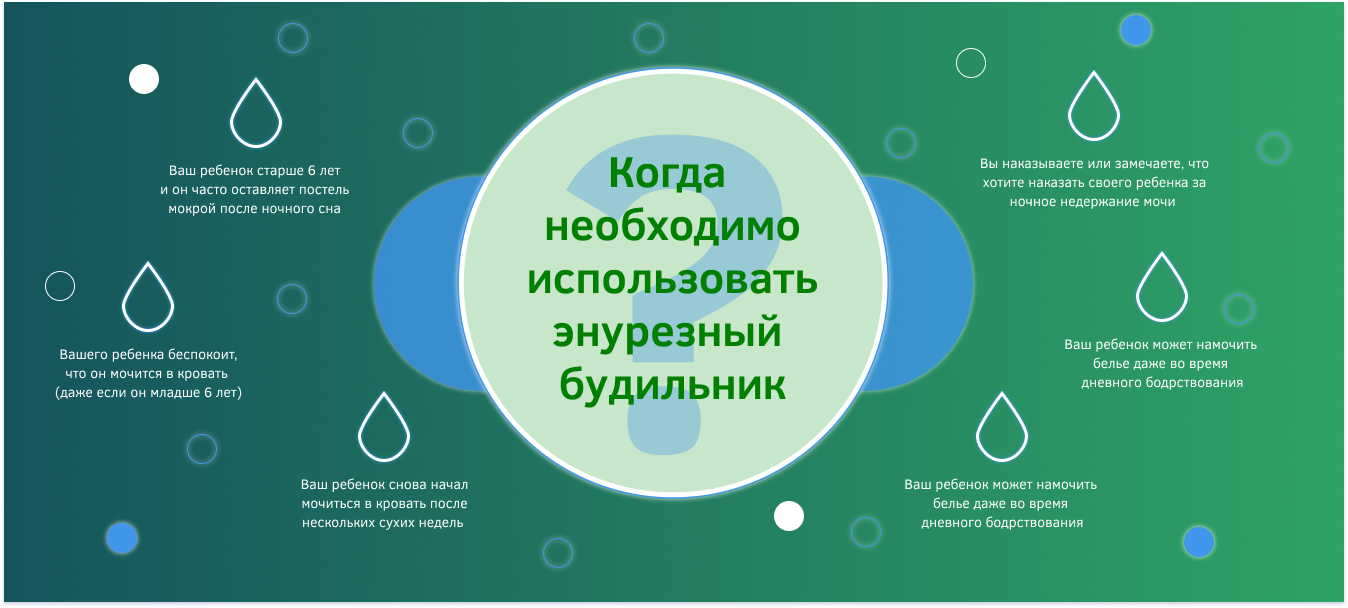 Когда
необходимо
использовать
энурезный
будильник
Ваш ребенок старше 6 лет
и он часто оставляет постель
мокрой после ночного сна
Вашего ребенка беспокоит,
что он мочится в кровать
(даже если он младше 6 лет)
Ваш ребенок снова начал
мочиться в кровать после
нескольких сухих недель
Вы наказываете или замечаете, что
хотите наказать своего ребенка за
ночное недержание мочи
Ваш ребенок может намочить
белье даже во время
дневного бодрствования
Ваш ребенок может намочить
белье даже во время
дневного бодрствования
?